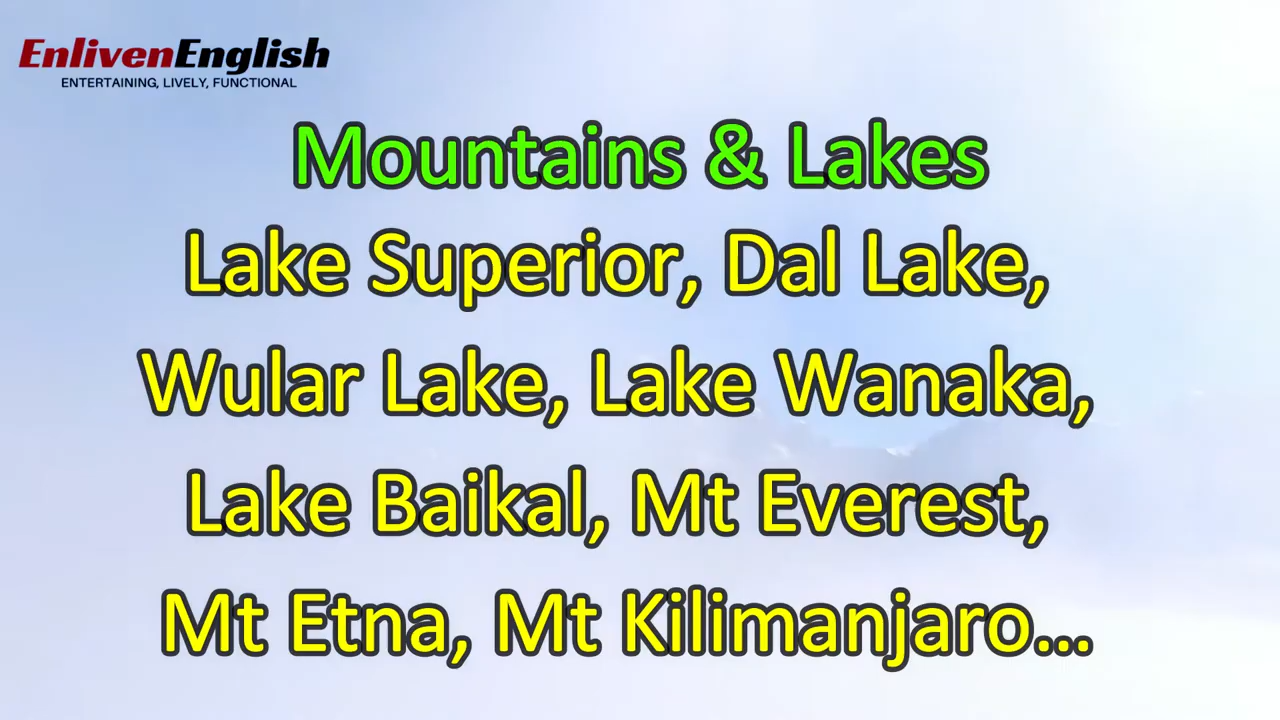 EnlivenEnglish
ENTERTAINING, LIVELY, FUNCTIONAL
Mountains & Lakes
Lake Superior, Dal Lake,
Wular Lake, Lake Wanaka,
Lake Baikal, Mt Everest,
Mt Etna, Mt Kilimanjaro...